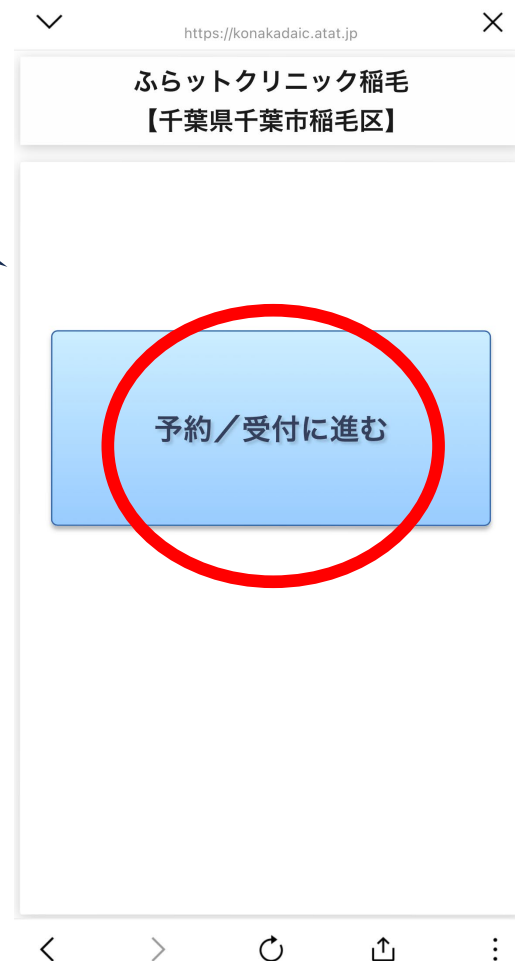 https://konakadaic.atat.jp
ふらットクリニック稲毛
【千葉県千葉市稲毛区】
予約／受付に進む